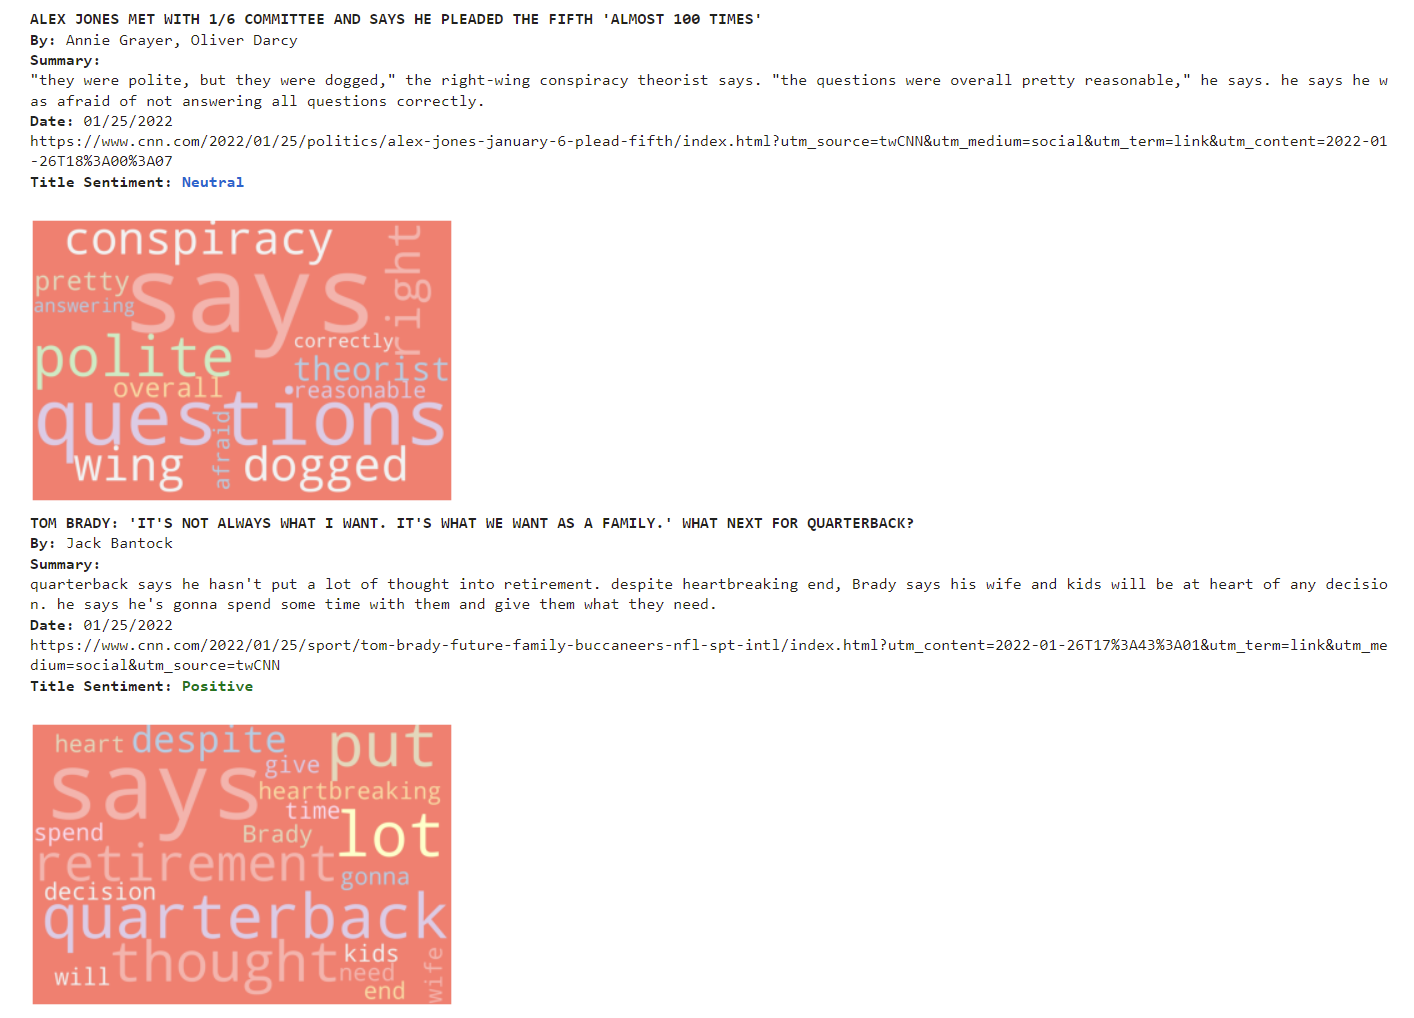 ALEX JONES MET WITH 1/6 COMMITTEE AND SAYS HE PLEADED THE FIFTH 'ALMOST 100 TIMES'
By: Annie Grayer, Oliver Darcy
Summary:
"they were polite, but they were dogged," the right-wing conspiracy theorist says. "the questions were overall pretty reasonable," he says. he says he w
as afraid of not answering all questions correctly.
Date: 01/25/2022
https://www.cnn.com/2022/01/25/politics/alex-jones-january-6-plead-fifth/index.html?utm_source=twCNN&utm_medium=social&utm_term=link&utm_content=2022-01
-26T18%3A00%3A07
Title Sentiment: Neutral
conspiracy
right
pretty
says
answering
correctly
polite
theorist
overall
reasonable
questions
afraid
wing
dogged
TOM BRADY: 'IT'S NOT ALWAYS WHAT I WANT. IT'S WHAT WE WANT AS A FAMILY.' WHAT NEXT FOR QUARTERBACK?
By: Jack Bantock
Summary:
quarterback says he hasn't put a lot of thought into retirement. despite heartbreaking end, Brady says his wife and kids will be at heart of any decisio
n. he says he's gonna spend some time with them and give them what they need.
Date: 01/25/2022
https://www.cnn.com/2022/01/25/sport/tom-brady-future-family-buccaneers-nfl-spt-intl/index.html?utm_content=2022-01-26T17%3A43%3A01&utm_term=link&utm_me
dium=social&utm_source=twCNN
Title Sentiment: Positive
heart
despite
put
says
give
heartbreaking
time
spend
Brady
lot
retirement
gonna
decision
quarterback
thought
kids
will
need
wife
end